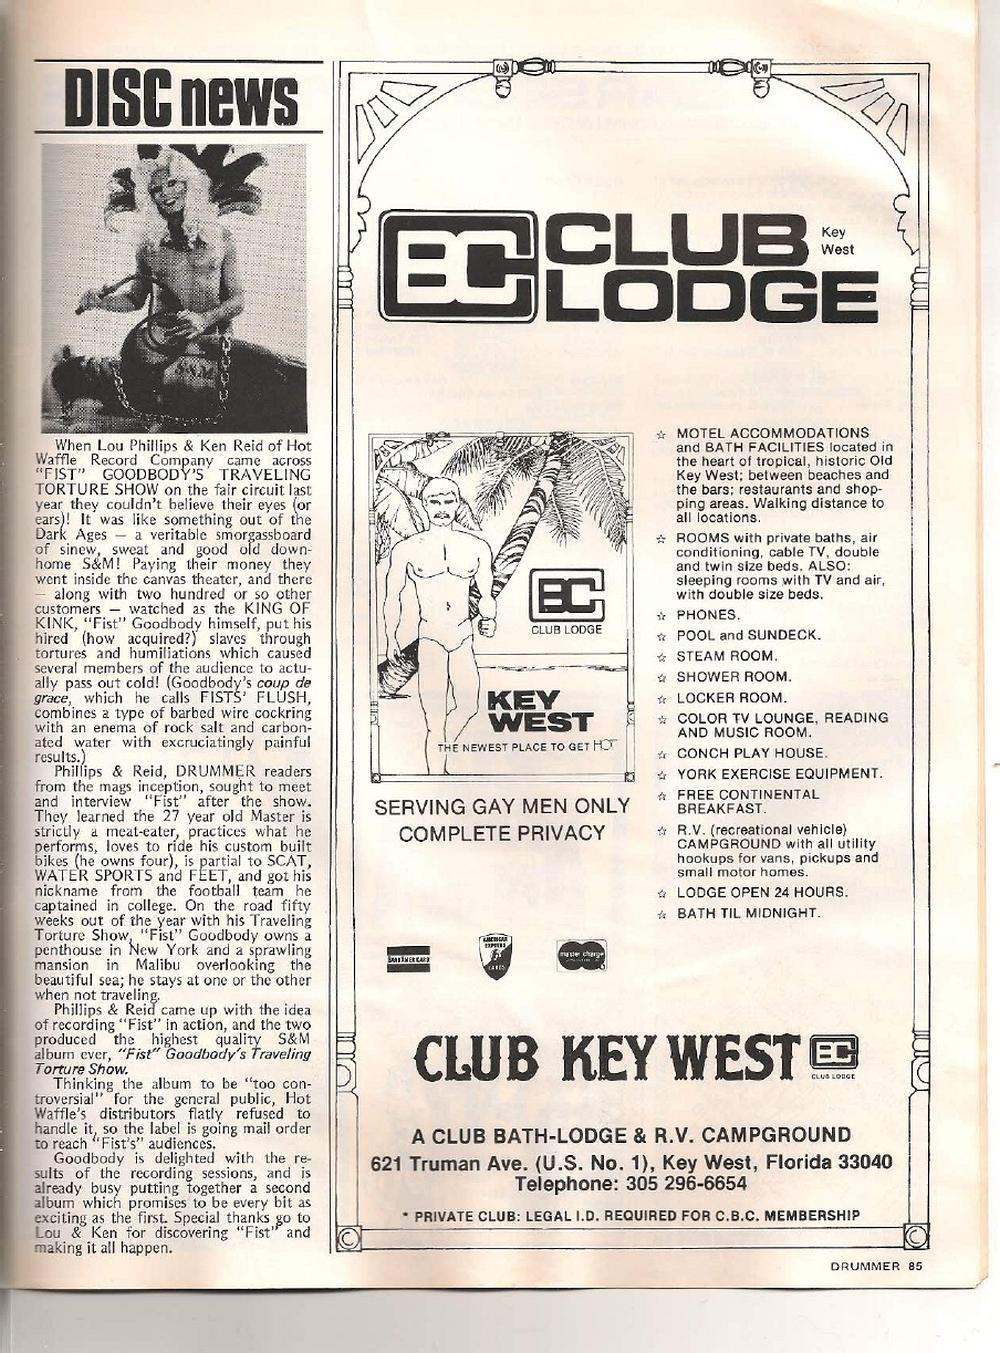 DISC news
When Lou Phillips & Ken Reid of Hot
Waffle Record Company came across
"FIST" GOODBODY'S TRAVELING
TORTURE SHOW on the fair circuit last
year they couldn't believe their eyes (or
ears)! It was like something out of the
Dark Ages — a veritable smorgassboard
of sinew, sweat and good old down-
home S&M! Paying their money they
went inside the canvas theater, and there
— along with two hundred or so other
customers — watched as the KING OF
KINK, "Fist" Goodbody himself, put his
hired (how acquired?) slaves through
tortures and humiliations which caused
several members of the audience to actu-
ally pass out cold! (Goodbody's coup de
grace, which he calls FISTS' FLUSH,
combines a type of barbed wire cockring
with an enema of rock salt and carbon-
ated water with excruciatingly painful
results.)
Phillips & Reid, DRUMMER readers
from the mags inception, sought to meet
and interview "Fist" after the show.
They learned the 27 year old Master is
strictly a meat-eater, practices what he
performs, loves to ride his custom built
bikes (he owns four), is partial to SCAT,
WATER SPORTS and FEET, and got his
nickname from the football team he
captained in college. On the road fifty
weeks out of the year with his Traveling
Torture Show, "Fist" Goodbody owns a
penthouse in New York and a sprawling
mansion in Malibu overlooking the
beautiful sea; he stays at one or the other
when not traveling.
Phillips & Reid came up with the idea
of recording "Fist" in action, and the two
produced the highest quality S&M
album ever, "Fist" Goodbody's Traveling
Torture Show.
Thinking the album to be "too con-
troversial" for the general public, Hot
Waffle's distributors flatly refused to
handle it, so the label is going mail order
to reach "Fist's" audiences.
Goodbody is delighted with the re-
sults of the recording sessions, and is
already busy putting together a second
album which promises to be every bit as
exciting as the first. Special thanks go to
Lou & Ken for discovering "Fist" and
making it all happen.
BC CLUB LODGE
Key
West
BC
CLUB LODGE
KEY
WEST
THE NEWEST PLACE TO GET HOT
SERVING GAY MEN ONLY
COMPLETE PRIVACY
☆ MOTEL ACCOMMODATIONS
and BATH FACILITIES located in
the heart of tropical, historic Old
Key West; between beaches and
the bars; restaurants and shop-
ping areas. Walking distance to
all locations.
☆ ROOMS with private baths, air
conditioning, cable TV, double
and twin size beds. ALSO:
sleeping rooms with TV and air,
with double size beds.
☆ PHONES.
☆ POOL and SUNDECK.
☆ STEAM ROOM.
☆ SHOWER ROOM.
☆ LOCKER ROOM.
☆ COLOR TV LOUNGE, READING
AND MUSIC ROOM.
☆ CONCH PLAY HOUSE.
☆ YORK EXERCISE EQUIPMENT.
☆ FREE CONTINENTAL
BREAKFAST.
☆ R.V. (recreational vehicle)
CAMPGROUND with all utility
hookups for vans, pickups and
small motor homes.
☆ LODGE OPEN 24 HOURS.
☆ BATH TIL MIDNIGHT.
BANKAMERICARD
AMERICAN
EXPRESS
CARDS
master charge
CLUB KEY WEST BC
CLUB LODGE
A CLUB BATH-LODGE & R.V. CAMPGROUND
621 Truman Ave. (U.S. No. 1), Key West, Florida 33040
Telephone: 305 296-6654
* PRIVATE CLUB: LEGAL I.D. REQUIRED FOR C.B.C. MEMBERSHIP
DRUMMER 85